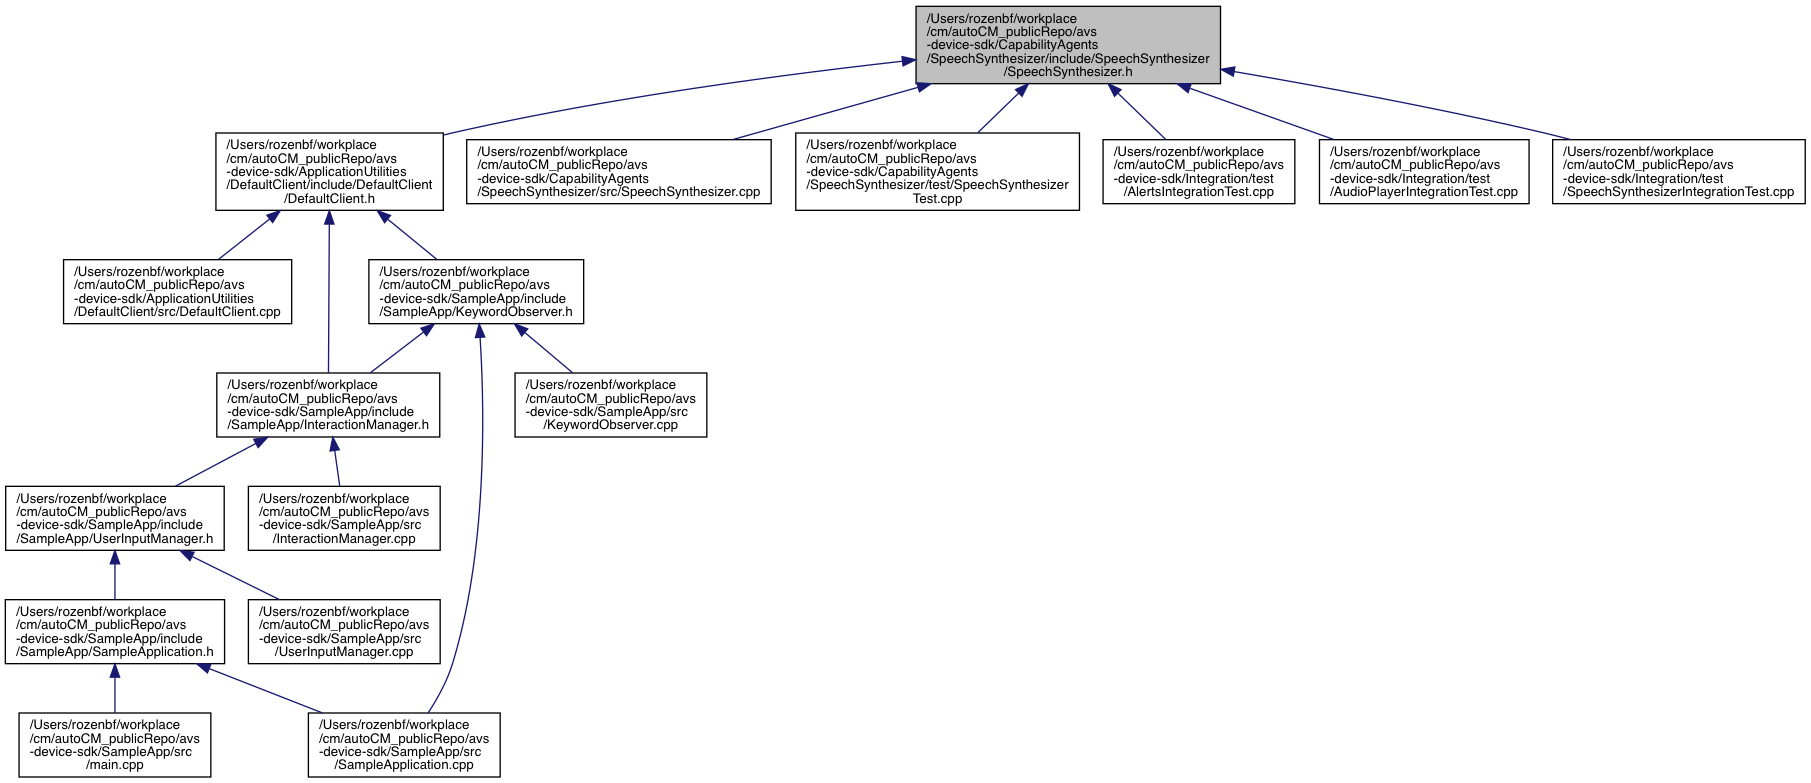 /Users/rozenbf/workplace
/cm/autoCM_publicRepo/avs
-device-sdk/CapabilityAgents
/SpeechSynthesizer/include/SpeechSynthesizer
/SpeechSynthesizer.h
/Users/rozenbf/workplace
/cm/autoCM_publicRepo/avs
-device-sdk/ApplicationUtilities
/DefaultClient/include/DefaultClient
/DefaultClient.h
/Users/rozenbf/workplace
/cm/autoCM_publicRepo/avs
-device-sdk/CapabilityAgents
/SpeechSynthesizer/src/SpeechSynthesizer.cpp
/Users/rozenbf/workplace
/cm/autoCM_publicRepo/avs
-device-sdk/CapabilityAgents
/SpeechSynthesizer/test/SpeechSynthesizer
Test.cpp
/Users/rozenbf/workplace
/cm/autoCM_publicRepo/avs
-device-sdk/Integration/test
/AlertsIntegrationTest.cpp
/Users/rozenbf/workplace
/cm/autoCM_publicRepo/avs
-device-sdk/Integration/test
/AudioPlayerIntegrationTest.cpp
/Users/rozenbf/workplace
/cm/autoCM_publicRepo/avs
-device-sdk/Integration/test
/SpeechSynthesizerIntegrationTest.cpp
/Users/rozenbf/workplace
/cm/autoCM_publicRepo/avs
-device-sdk/ApplicationUtilities
/DefaultClient/src/DefaultClient.cpp
/Users/rozenbf/workplace
/cm/autoCM_publicRepo/avs
-device-sdk/SampleApp/include
/SampleApp/KeywordObserver.h
/Users/rozenbf/workplace
/cm/autoCM_publicRepo/avs
-device-sdk/SampleApp/include
/SampleApp/InteractionManager.h
/Users/rozenbf/workplace
/cm/autoCM_publicRepo/avs
-device-sdk/SampleApp/src
/KeywordObserver.cpp
/Users/rozenbf/workplace
/cm/autoCM_publicRepo/avs
-device-sdk/SampleApp/include
/SampleApp/UserInputManager.h
/Users/rozenbf/workplace
/cm/autoCM_publicRepo/avs
-device-sdk/SampleApp/src
/InteractionManager.cpp
/Users/rozenbf/workplace
/cm/autoCM_publicRepo/avs
-device-sdk/SampleApp/include
/SampleApp/SampleApplication.h
/Users/rozenbf/workplace
/cm/autoCM_publicRepo/avs
-device-sdk/SampleApp/src
/UserInputManager.cpp
/Users/rozenbf/workplace
/cm/autoCM_publicRepo/avs
-device-sdk/SampleApp/src
/main.cpp
/Users/rozenbf/workplace
/cm/autoCM_publicRepo/avs
-device-sdk/SampleApp/src
/SampleApplication.cpp